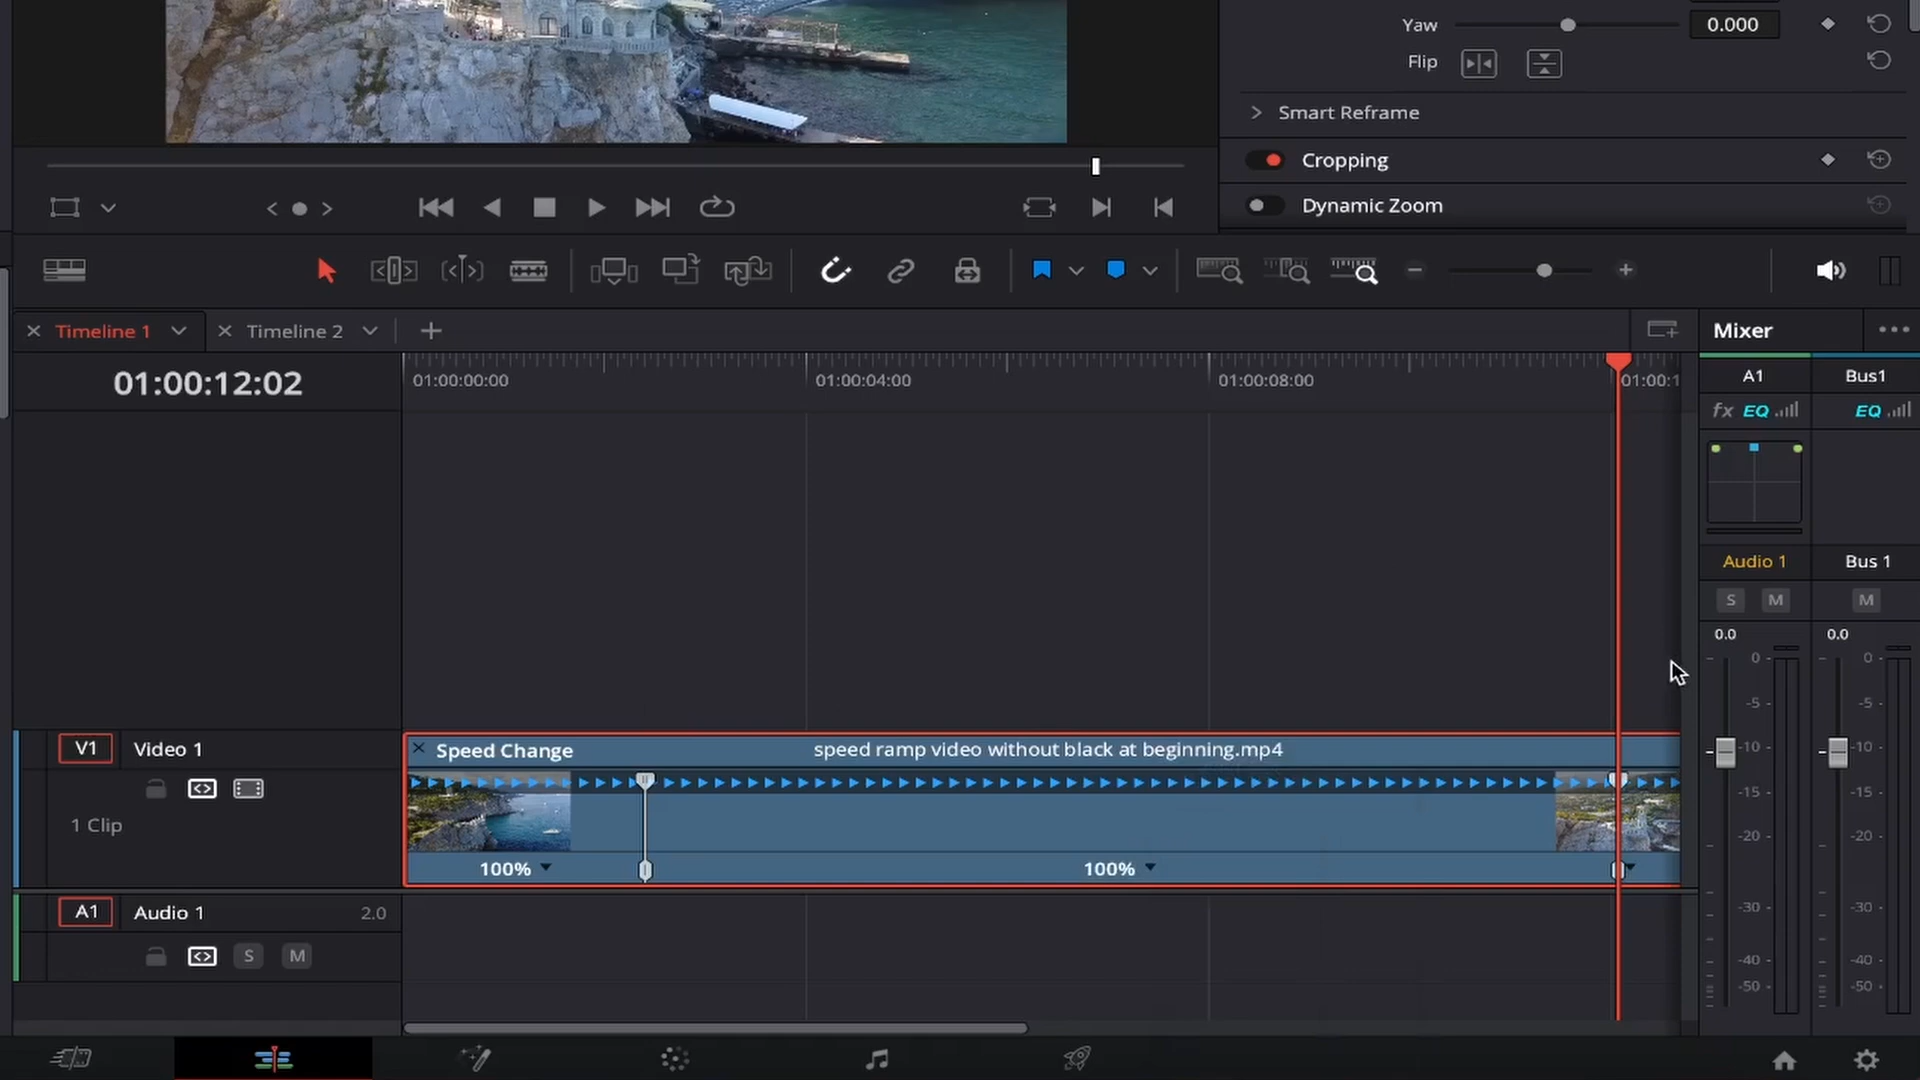 Yaw 0.000
Flip
Smart Reframe
Cropping
Dynamic Zoom
Timeline 1
Timeline 2
Mixer
01:00:12:02
01:00:00:00
01:00:04:00
01:00:08:00
01:00:1
A1 Bus1
fx EQ EQ
Audio 1 Bus 1
S M M
0.0 0.0
0 0
-5 -5
-10 -10
-15 -15
-20 -20
-30 -30
-40 -40
-50 -50
V1 Video 1
1 Clip
Speed Change speed ramp video without black at beginning.mp4
100% 100%
A1 Audio 1 2.0
S M